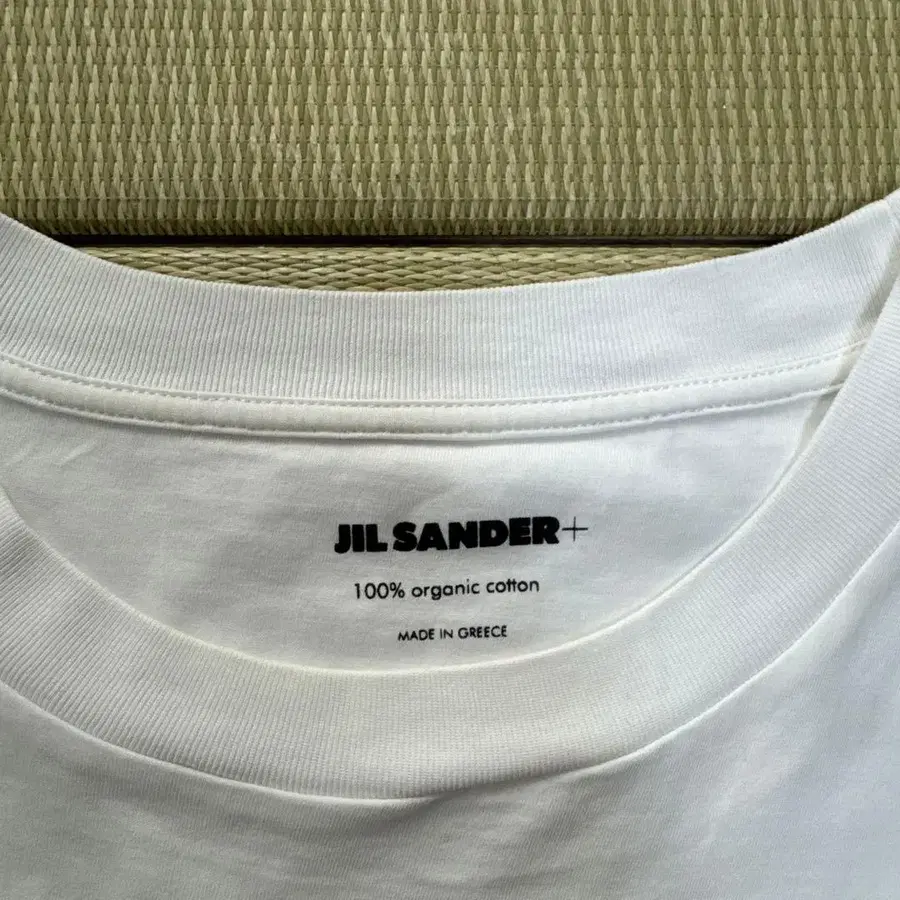 JIL SANDER+
100% organic cotton
MADE IN GREECE